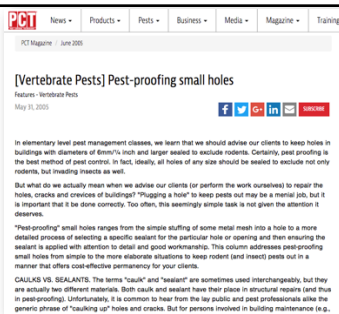 PCT News Products Pests Business Media Magazine Training
PCT Magazine / June 2005
[Vertebrate Pests] Pest-proofing small holes
Features - Vertebrate Pests
May 31, 2005
f G+ in SUBSCRIBE
In elementary level pest management classes, we learn that we should advise our clients to keep holes in
buildings with diameters of 6mm/¼ inch and larger sealed to exclude rodents. Certainly, pest proofing is
the best method of pest control. In fact, ideally, all holes of any size should be sealed to exclude not only
rodents, but invading insects as well.
But what do we actually mean when we advise our clients (or perform the work ourselves) to repair the
holes, cracks and crevices of buildings? "Plugging a hole" to keep pests out may be a menial job, but it
is important that it be done correctly. Too often, this seemingly simple task is not given the attention it
deserves.
"Pest-proofing" small holes ranges from the simple stuffing of some metal mesh into a hole to a more
detailed process of selecting a specific sealant for the particular hole or opening and then ensuring the
sealant is applied with attention to detail and good workmanship. This column addresses pest-proofing
small holes from simple to the more elaborate situations to keep rodent (and insect) pests out in a
manner that offers cost-effective permanency for your clients.
CAULKS VS. SEALANTS. The terms "caulk" and "sealant" are sometimes used interchangeably, but they
are actually two different materials. Both caulk and sealant have their place in structural repairs (and thus
in pest-proofing). Unfortunately, it is common to hear from the lay public and pest professionals alike the
generic phrase of "caulking up" holes and cracks. But for persons involved in building maintenance (e.g.,